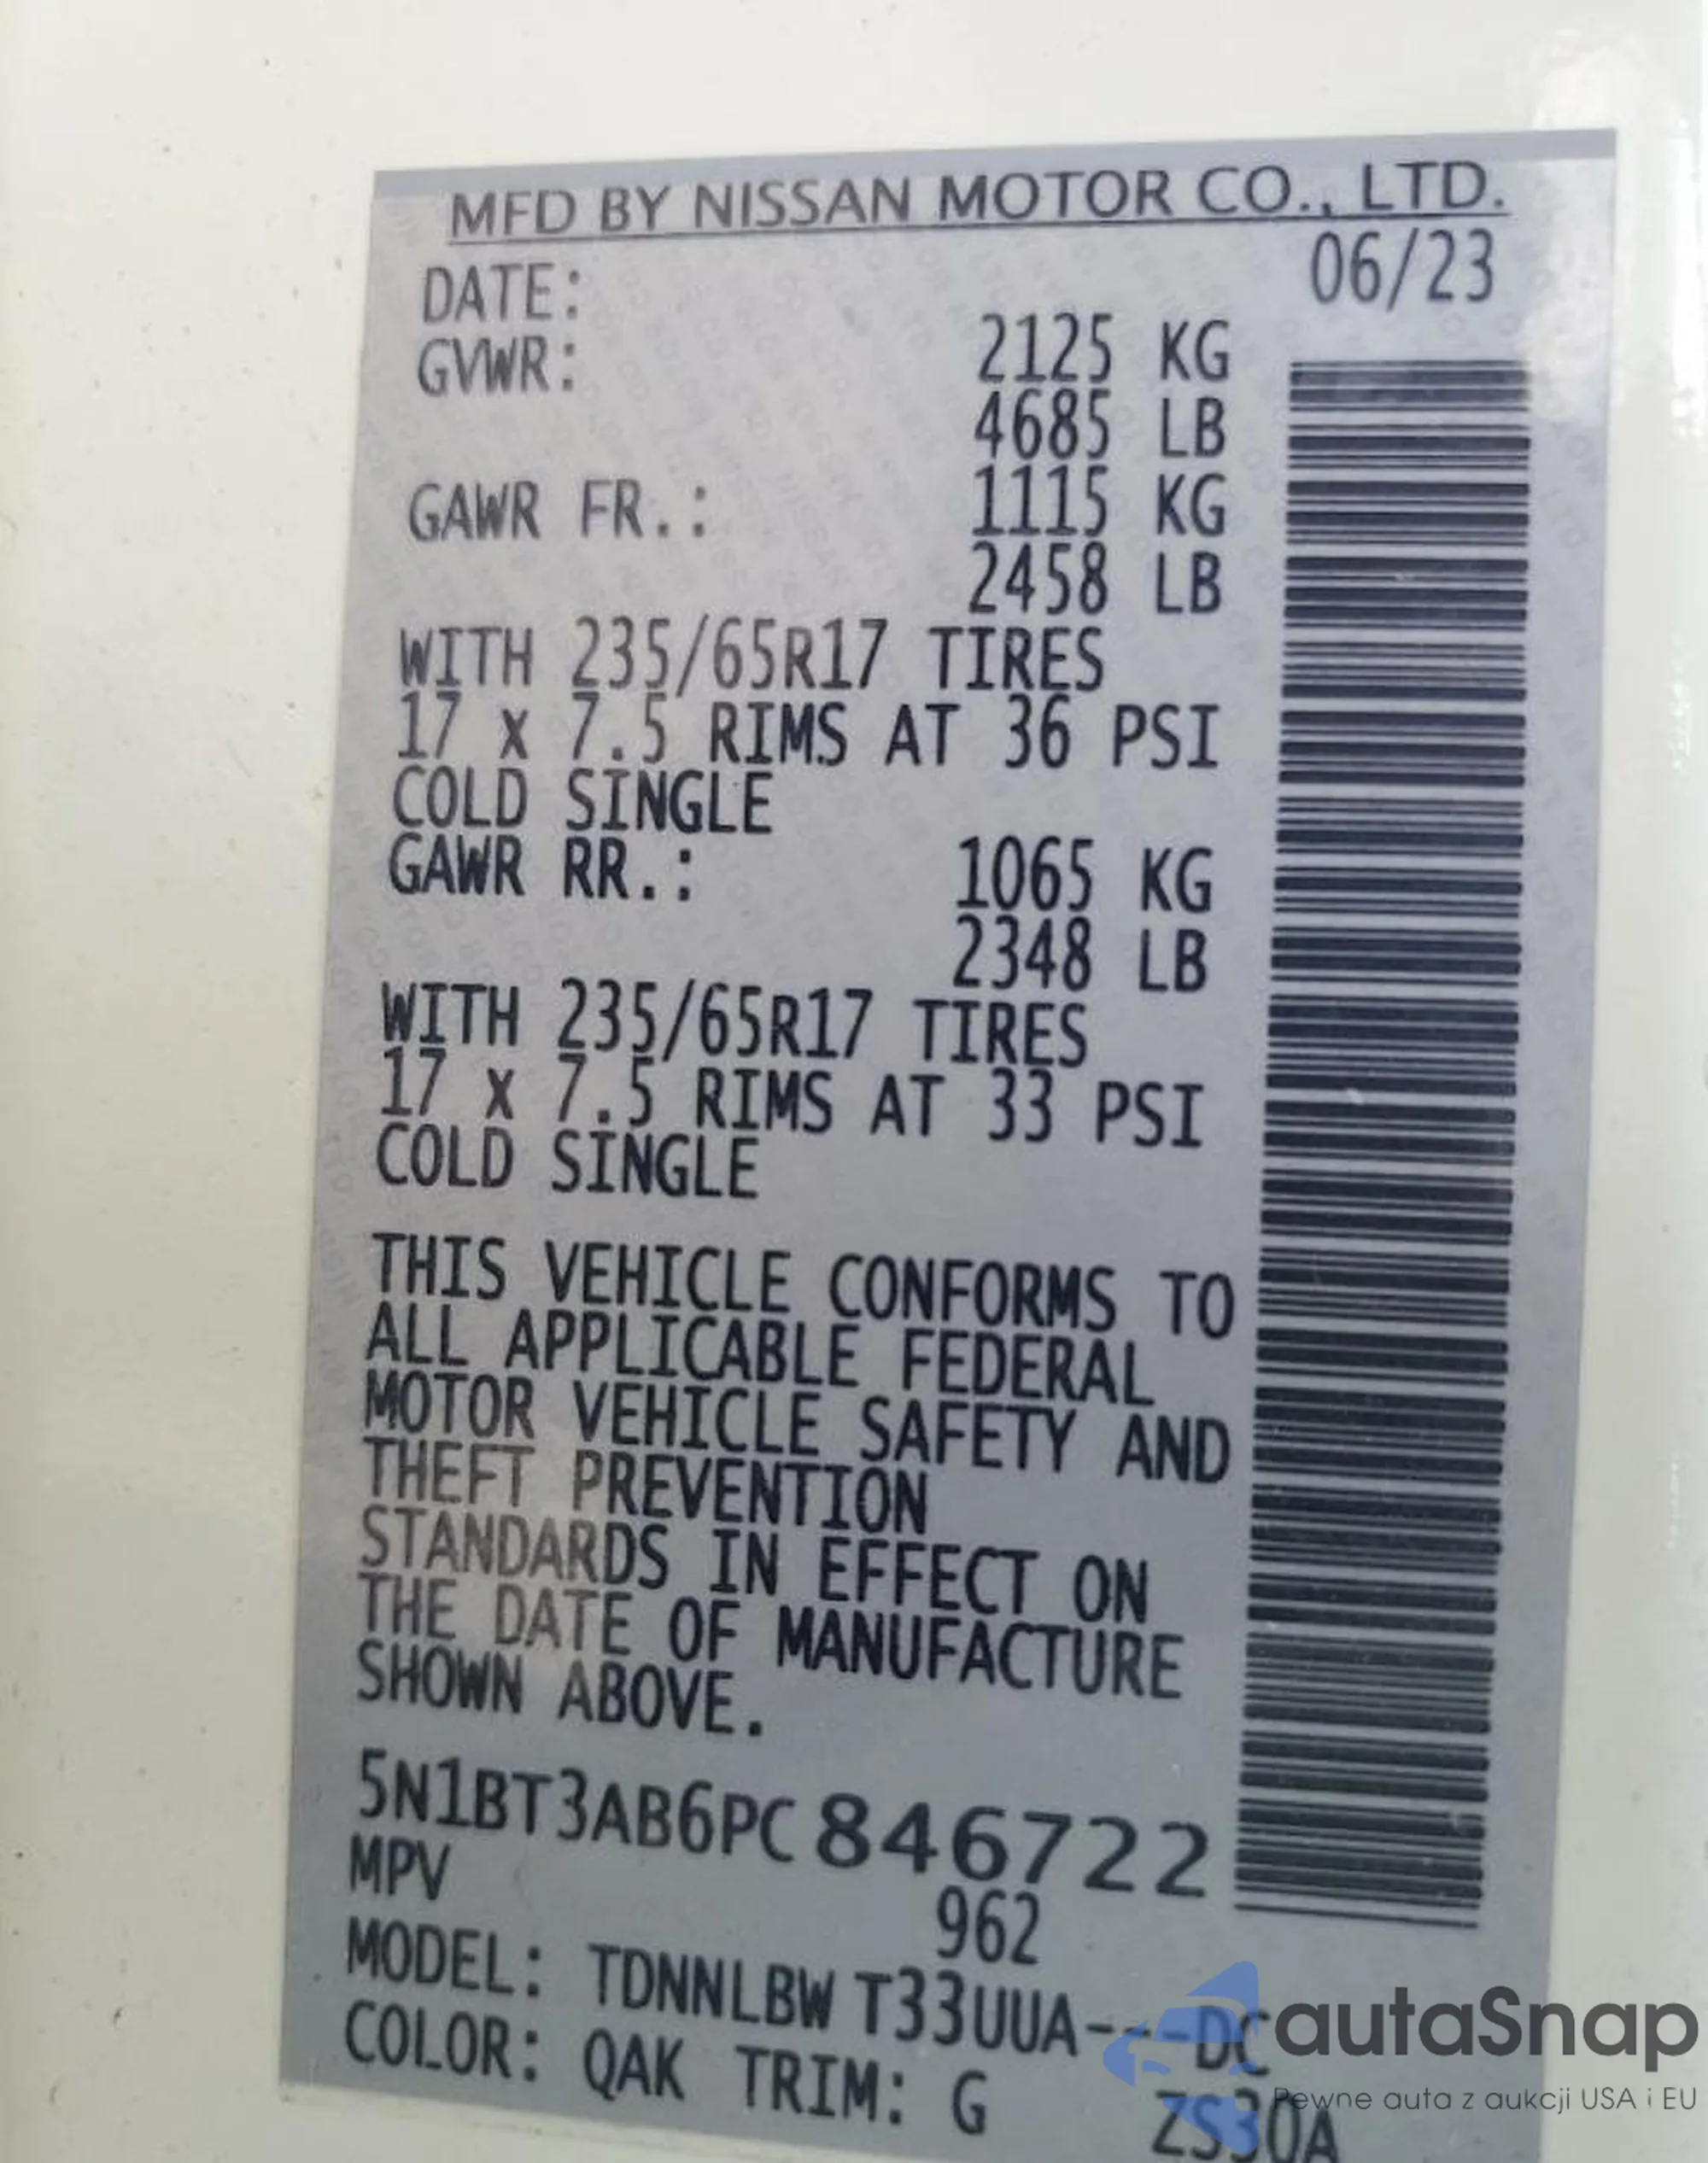 MFD BY NISSAN MOTOR CO., LTD.
DATE: 06/23
GVWR: 2125 KG
4685 LB
GAWR FR.: 1115 KG
2458 LB
WITH 235/65R17 TIRES
17 x 7.5 RIMS AT 36 PSI
COLD SINGLE
GAWR RR.: 1065 KG
2348 LB
WITH 235/65R17 TIRES
17 x 7.5 RIMS AT 33 PSI
COLD SINGLE
THIS VEHICLE CONFORMS TO
ALL APPLICABLE FEDERAL
MOTOR VEHICLE SAFETY AND
THEFT PREVENTION
STANDARDS IN EFFECT ON
THE DATE OF MANUFACTURE
SHOWN ABOVE.
5N1BT3AB6PC846722
MPV 962
MODEL: TDNNLBW T33UUA---DC
COLOR: QAK TRIM: G ZS30A
autaSnap
Pewne auta z aukcji USA i EU